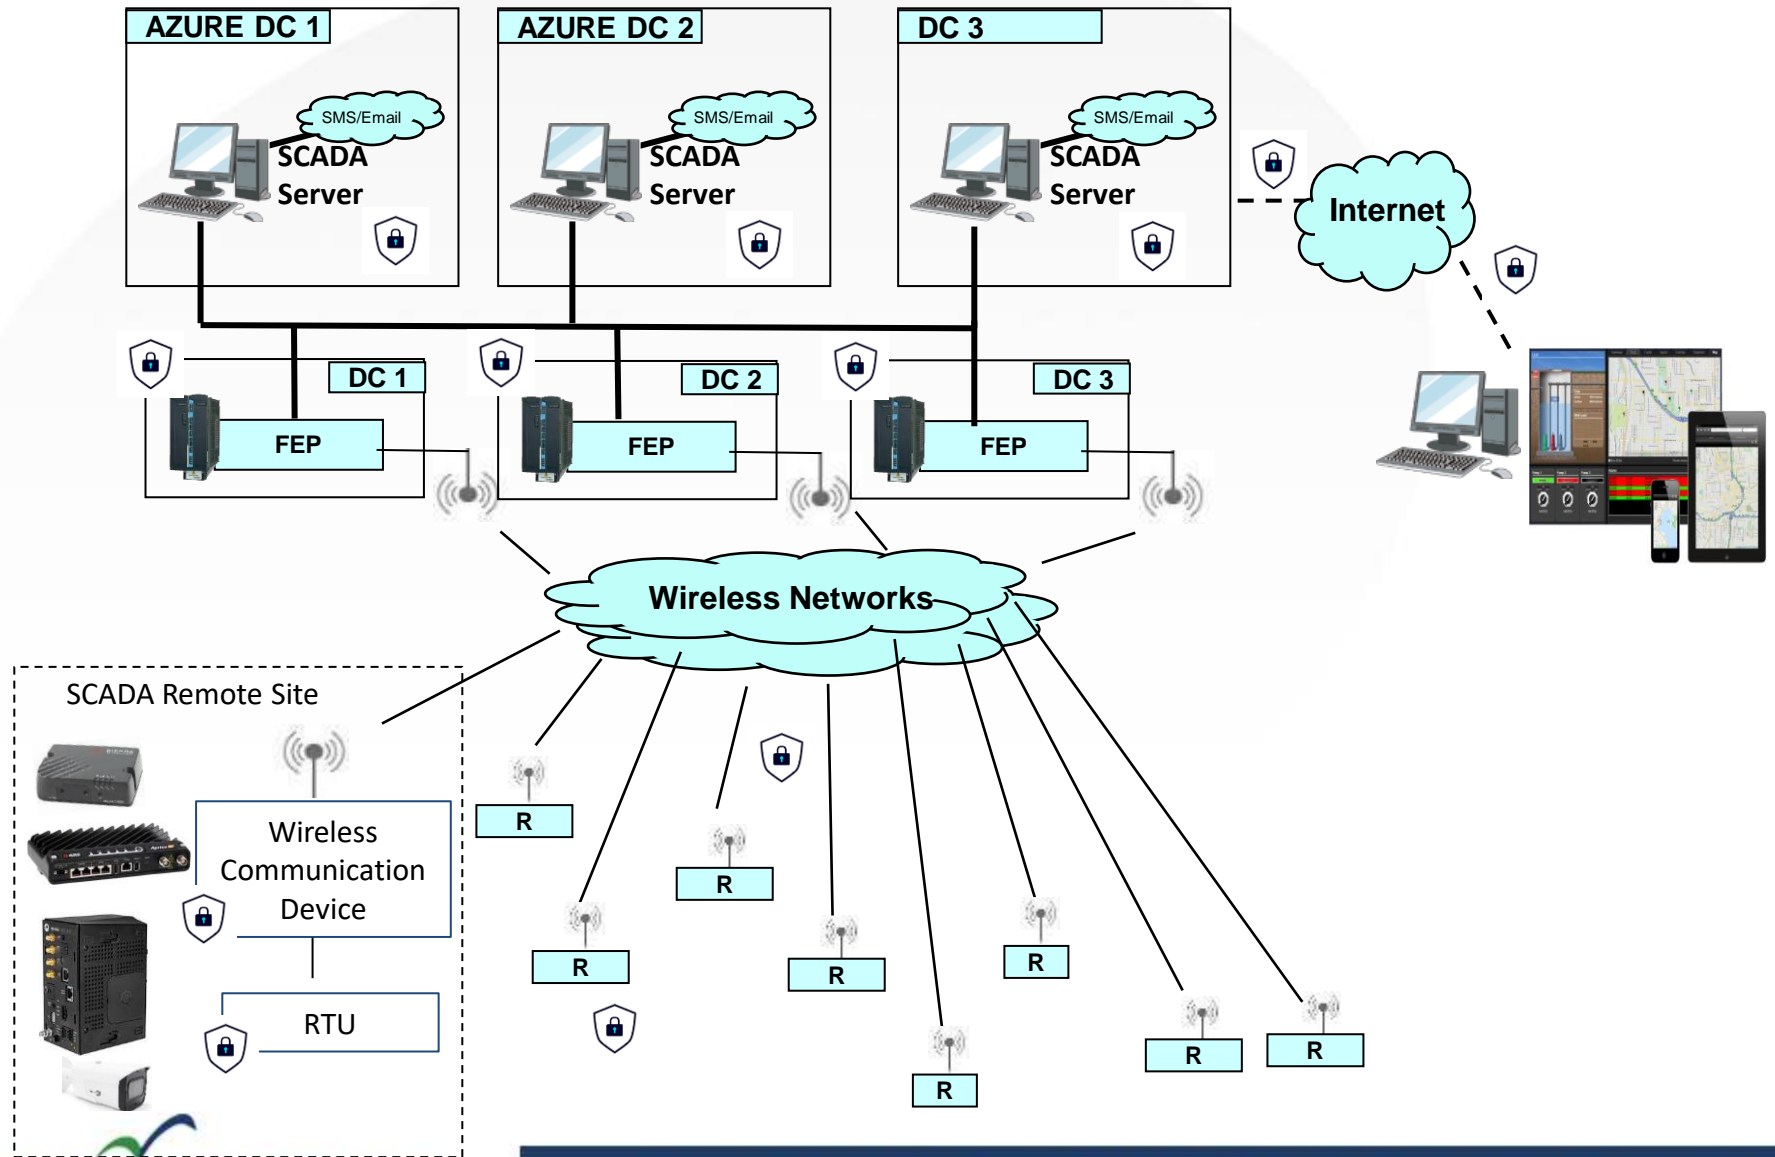 AZURE DC 1
AZURE DC 2
DC 3
SMS/Email
SCADA
Server
SMS/Email
SCADA
Server
SMS/Email
SCADA
Server
Internet
DC 1
FEP
DC 2
FEP
DC 3
FEP
Wireless Networks
SCADA Remote Site
Wireless
Communication
Device
RTU
R
R
R
R
R
R
R
R